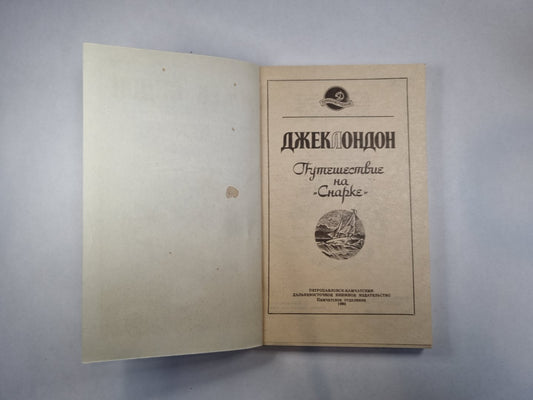 ДЖЕК ЛОНДОН
Путешествие
на
«Снарке»
ПЕТРОПАВЛОВСК-КАМЧАТСКИЙ
ДАЛЬНЕВОСТОЧНОЕ КНИЖНОЕ ИЗДАТЕЛЬСТВО
КАМЧАТСКОЕ ОТДЕЛЕНИЕ